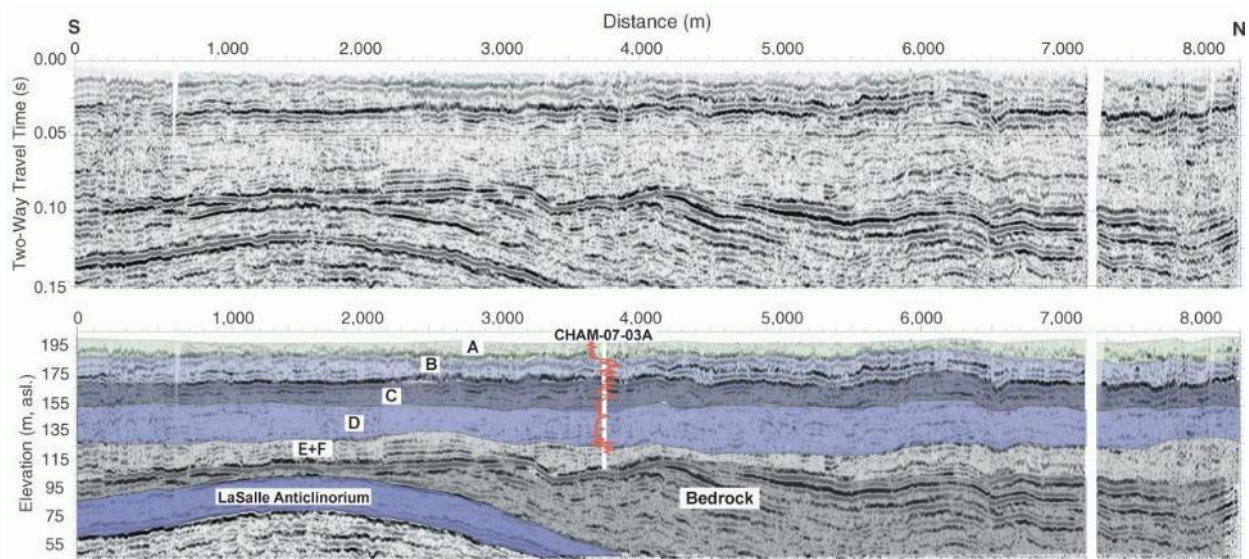 Distance (m)
S
N
0 1,000 2,000 3,000 4,000 5,000 6,000 7,000 8,000
Two-Way Travel Time (s)
0.00
0.05
0.10
0.15
0 1,000 2,000 3,000 4,000 5,000 6,000 7,000 8,000
CHAM-07-03A
Elevation (m, asl.)
195
175
155
135
115
95
75
55
A
B
C
D
E+F
LaSalle Anticlinorium
Bedrock